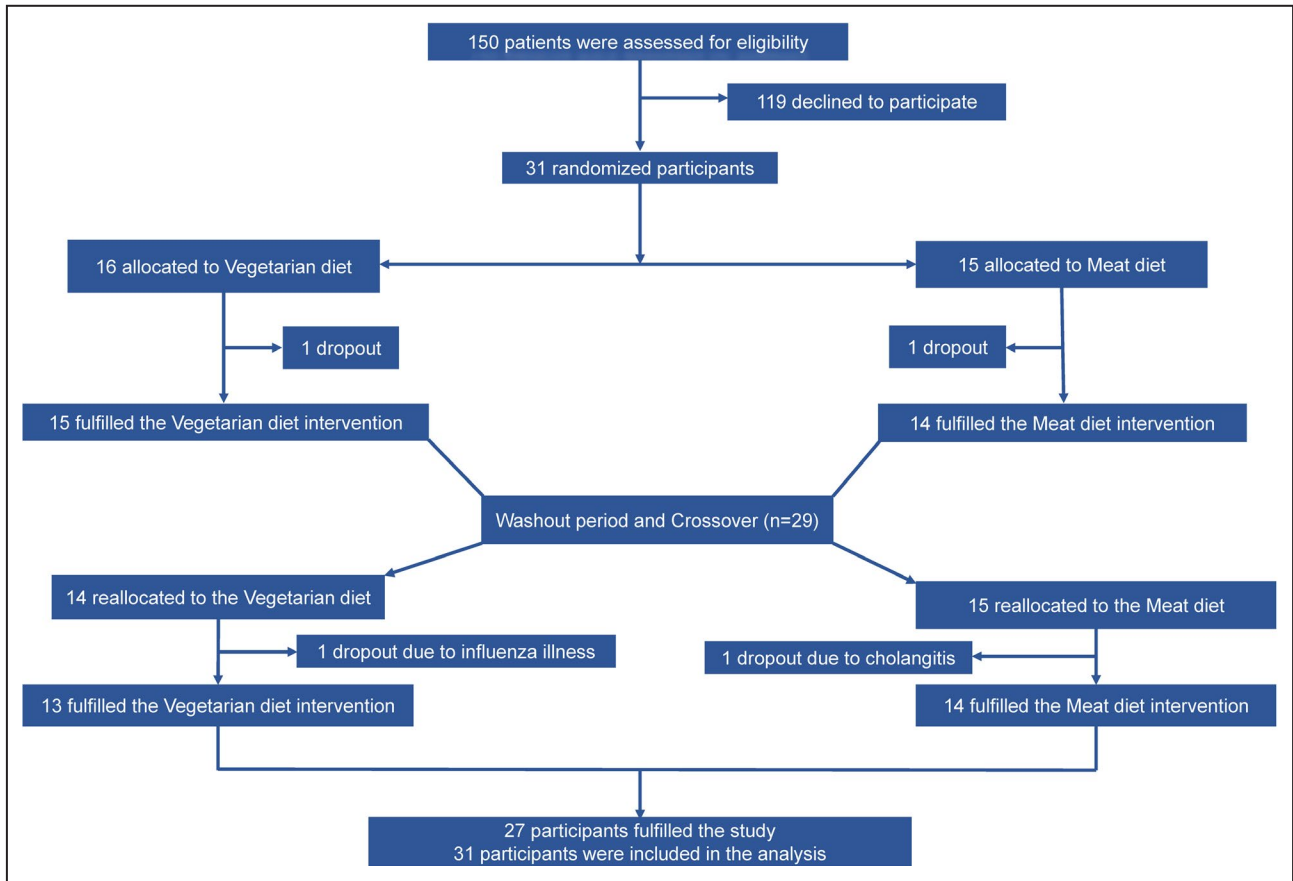 150 patients were assessed for eligibility
119 declined to participate
31 randomized participants
16 allocated to Vegetarian diet
15 allocated to Meat diet
1 dropout
1 dropout
15 fulfilled the Vegetarian diet intervention
14 fulfilled the Meat diet intervention
Washout period and Crossover (n=29)
14 reallocated to the Vegetarian diet
15 reallocated to the Meat diet
1 dropout due to influenza illness
1 dropout due to cholangitis
13 fulfilled the Vegetarian diet intervention
14 fulfilled the Meat diet intervention
27 participants fulfilled the study
31 participants were included in the analysis